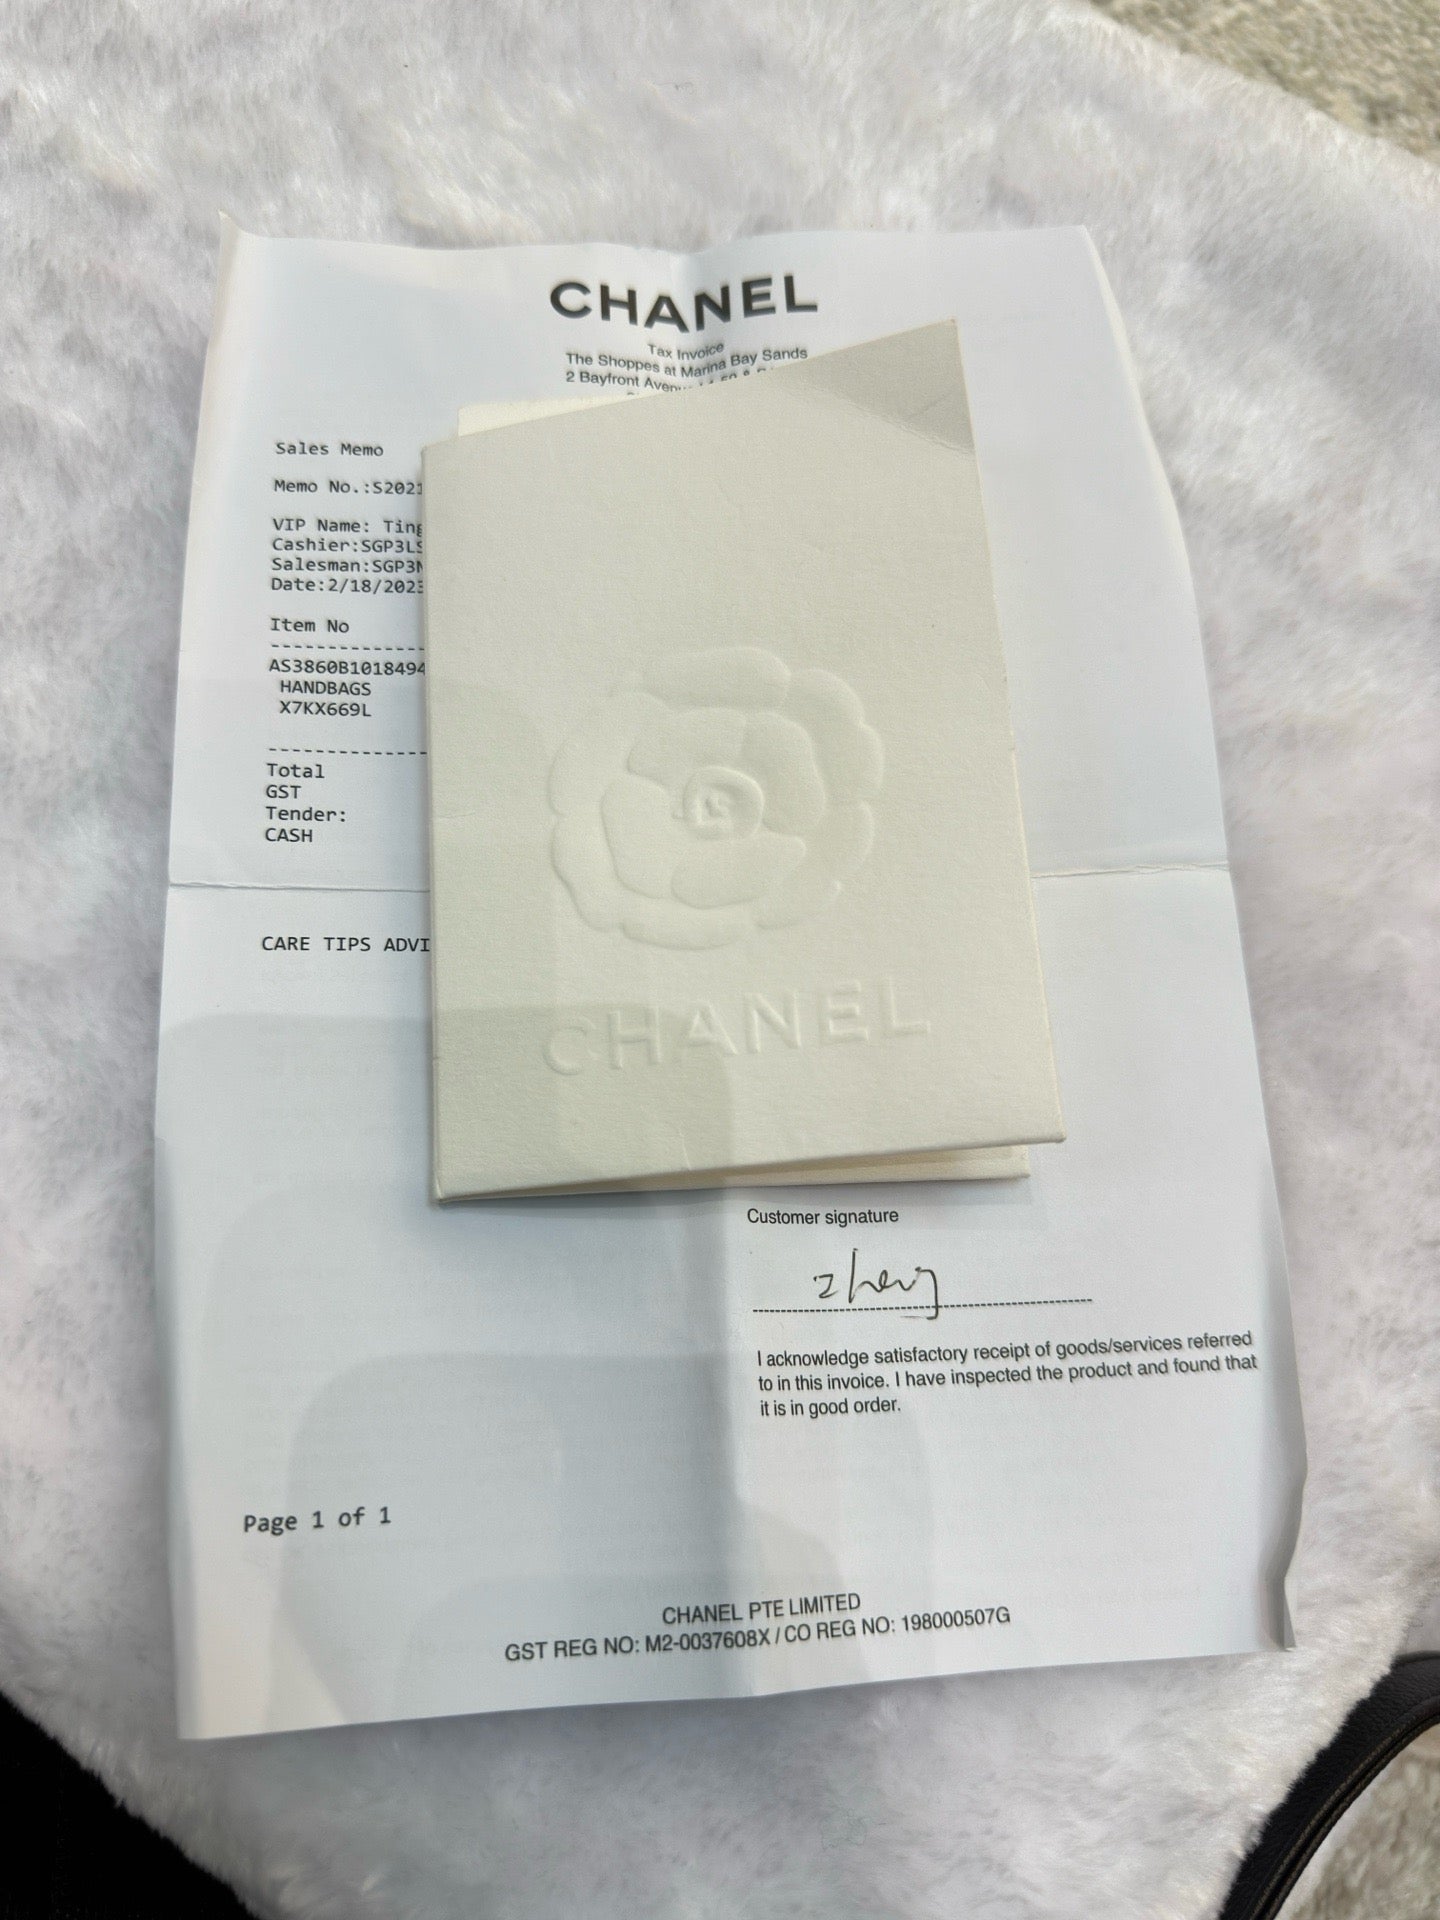 CHANEL
Tax Invoice
The Shoppes at Marina Bay Sands
2 Bayfront
Sales Memo
Memo No.:S2021
VIP Name: Ting
Cashier:SGP3LS
Salesman:SGP3
Date:2/18/2023
Item No
AS3860B1018494
HANDBAGS
X7KX669L
Total
GST
Tender:
CASH
CARE TIPS
CHANEL
Customer signature
zheng
I acknowledge satisfactory receipt of goods/services referred
to in this invoice. I have inspected the product and found that
it is in good order.
Page 1 of 1
CHANEL PTE LIMITED
GST REG NO: M2-0037608X / CO REG NO: 198000507G